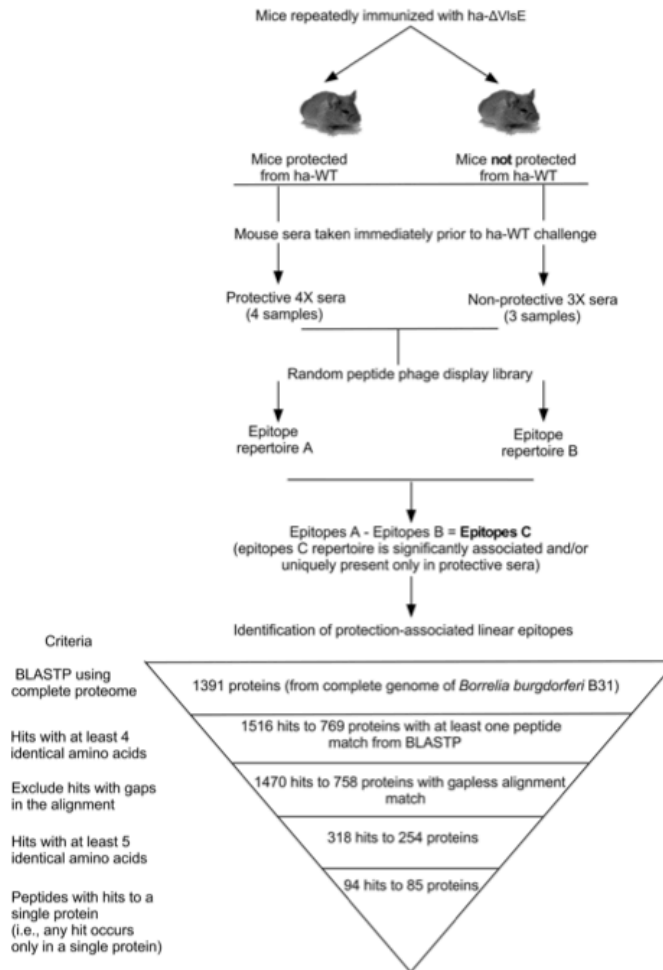 Mice repeatedly immunized with ha-ΔVlsE
Mice protected
from ha-WT
Mice not protected
from ha-WT
Mouse sera taken immediately prior to ha-WT challenge
Protective 4X sera
(4 samples)
Non-protective 3X sera
(3 samples)
Random peptide phage display library
Epitope
repertoire A
Epitope
repertoire B
Epitopes A - Epitopes B = Epitopes C
(epitopes C repertoire is significantly associated and/or
uniquely present only in protective sera)
Identification of protection-associated linear epitopes
Criteria
BLASTP using
complete proteome
1391 proteins (from complete genome of Borrelia burgdorferi B31)
Hits with at least 4
identical amino acids
1516 hits to 769 proteins with at least one peptide
match from BLASTP
Exclude hits with gaps
in the alignment
1470 hits to 758 proteins with gapless alignment
match
Hits with at least 5
identical amino acids
318 hits to 254 proteins
Peptides with hits to a
single protein
(i.e., any hit occurs
only in a single protein)
94 hits to 85 proteins